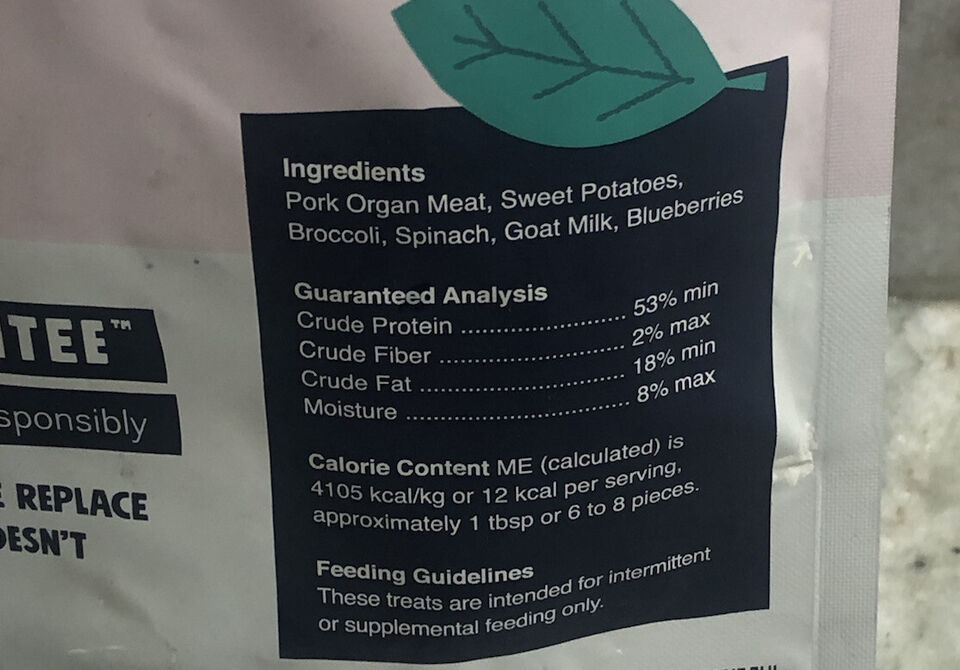 TEE™
sponsibly
REPLACE
DESN'T
Ingredients
Pork Organ Meat, Sweet Potatoes,
Broccoli, Spinach, Goat Milk, Blueberries
Guaranteed Analysis
Crude Protein .......................... 53% min
Crude Fiber .............................. 2% max
Crude Fat ................................. 18% min
Moisture ................................... 8% max
Calorie Content ME (calculated) is
4105 kcal/kg or 12 kcal per serving,
approximately 1 tbsp or 6 to 8 pieces.
Feeding Guidelines
These treats are intended for intermittent
or supplemental feeding only.